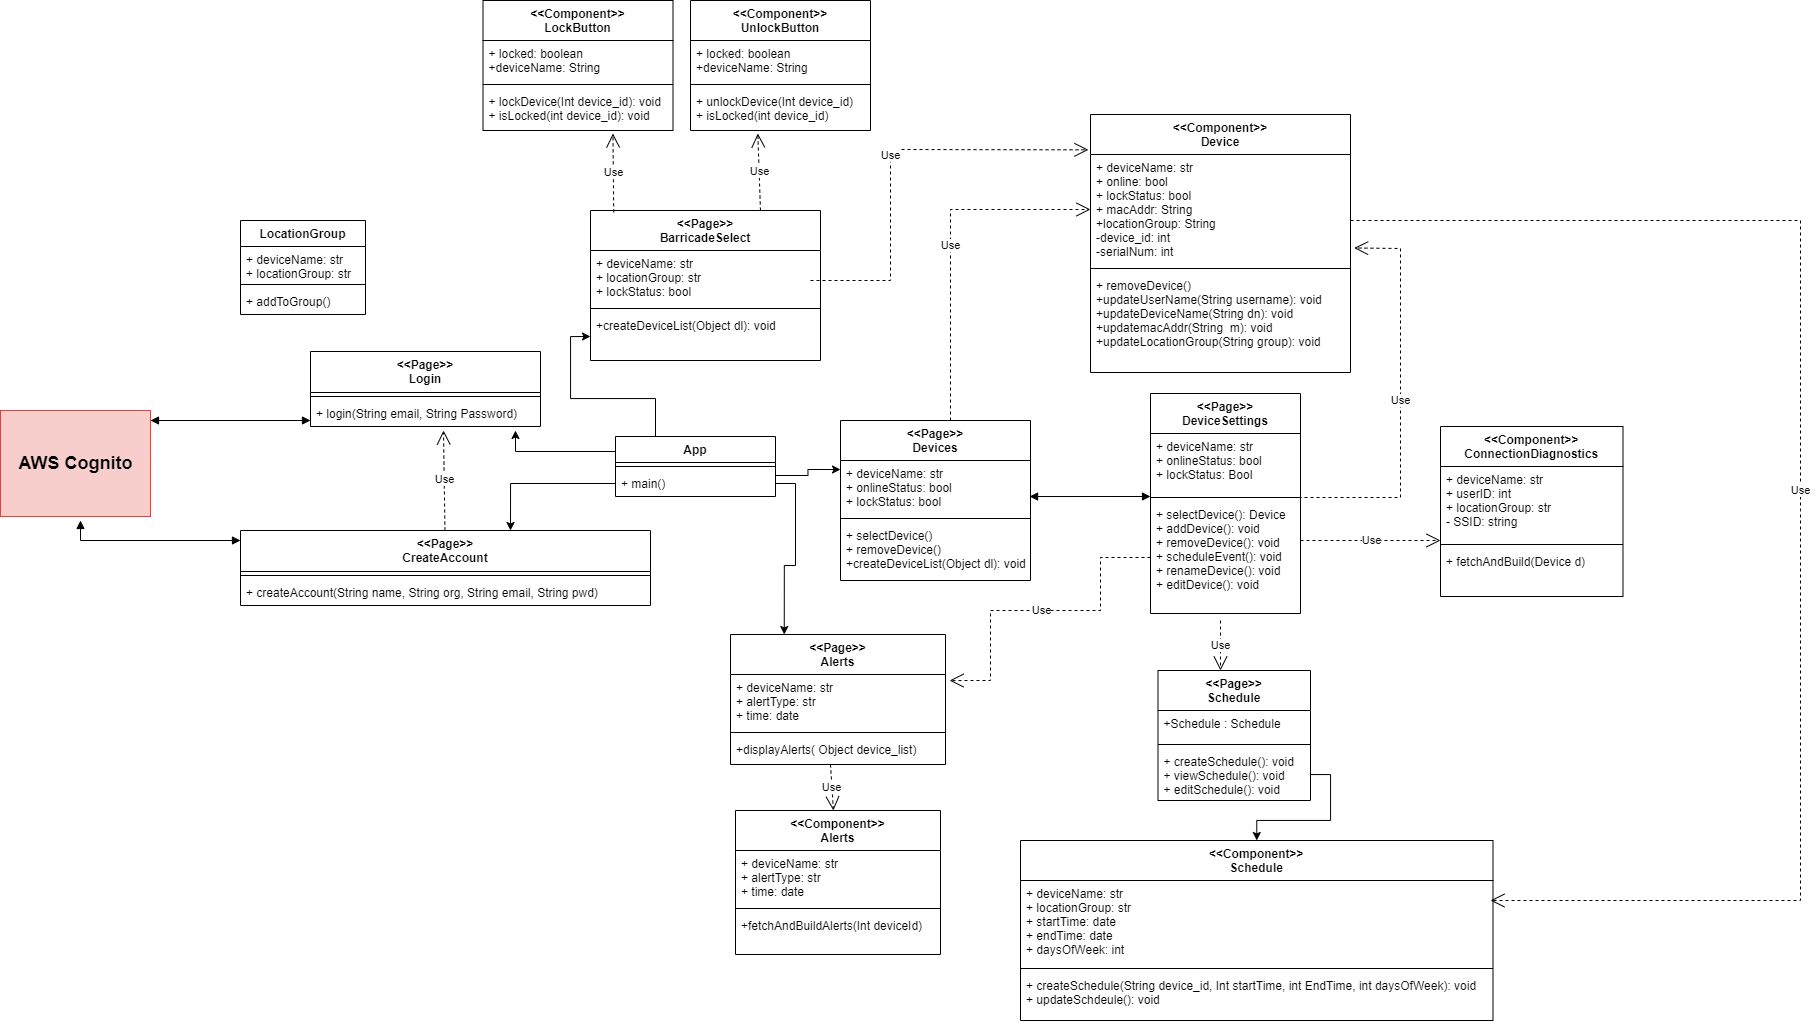 <<Component>>
LockButton
+ locked: boolean
+deviceName: String
+ lockDevice(Int device_id): void
+ isLocked(int device_id): void
<<Component>>
UnlockButton
+ locked: boolean
+deviceName: String
+ unlockDevice(Int device_id)
+ isLocked(int device_id)
Use
Use
Use
<<Component>>
Device
+ deviceName: str
+ online: bool
+ lockStatus: bool
+ macAddr: String
+locationGroup: String
-device_id: int
-serialNum: int
+ removeDevice()
+updateUserName(String username): void
+updateDeviceName(String dn): void
+updatemacAddr(String  m): void
+updateLocationGroup(String group): void
LocationGroup
+ deviceName: str
+ locationGroup: str
+ addToGroup()
<<Page>>
BarricadeSelect
+ deviceName: str
+ locationGroup: str
+ lockStatus: bool
+createDeviceList(Object dl): void
Use
<<Page>>
Login
+ login(String email, String Password)
AWS Cognito
Use
App
+ main()
<<Page>>
CreateAccount
+ createAccount(String name, String org, String email, String pwd)
<<Page>>
Devices
+ deviceName: str
+ onlineStatus: bool
+ lockStatus: bool
+ selectDevice()
+ removeDevice()
+createDeviceList(Object dl): void
<<Page>>
DeviceSettings
+ deviceName: str
+ onlineStatus: bool
+ lockStatus: Bool
+ selectDevice(): Device
+ addDevice(): void
+ removeDevice(): void
+ scheduleEvent(): void
+ renameDevice(): void
+ editDevice(): void
Use
Use
<<Component>>
ConnectionDiagnostics
+ deviceName: str
+ userID: int
+ locationGroup: str
- SSID: string
+ fetchAndBuild(Device d)
Use
Use
Use
<<Page>>
Alerts
+ deviceName: str
+ alertType: str
+ time: date
+displayAlerts( Object device_list)
Use
<<Component>>
Alerts
+ deviceName: str
+ alertType: str
+ time: date
+fetchAndBuildAlerts(Int deviceId)
<<Page>>
Schedule
+Schedule : Schedule
+ createSchedule(): void
+ viewSchedule(): void
+ editSchedule(): void
Use
<<Component>>
Schedule
+ deviceName: str
+ locationGroup: str
+ startTime: date
+ endTime: date
+ daysOfWeek: int
+ createSchedule(String device_id, Int startTime, int EndTime, int daysOfWeek): void
+ updateSchdeule(): void